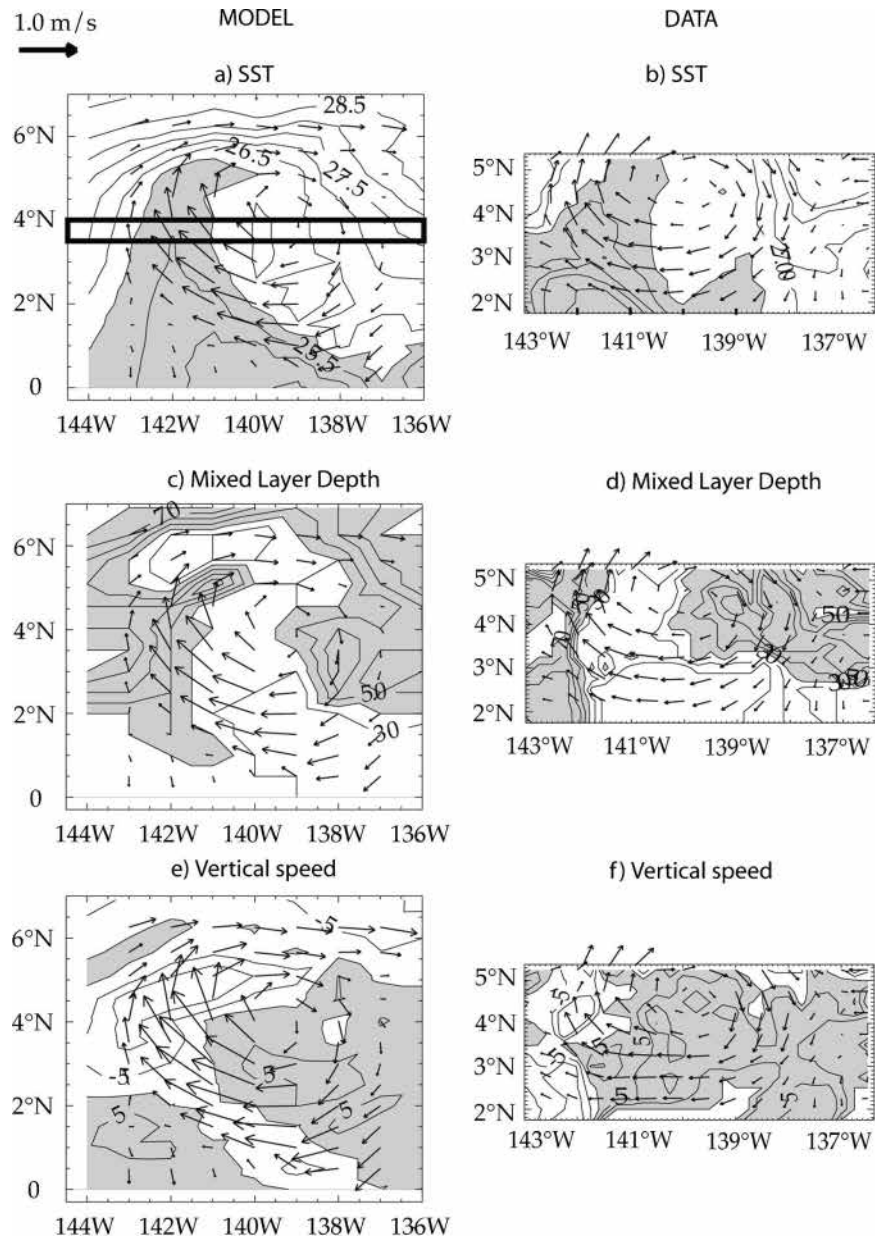 1.0 m/s
MODEL
DATA
a) SST
b) SST
28.5
26.5
27.5
25.5
6°N
4°N
2°N
0
144W 142W 140W 138W 136W
5°N
4°N
3°N
2°N
143°W 141°W 139°W 137°W
c) Mixed Layer Depth
d) Mixed Layer Depth
70
50
30
6°N
4°N
2°N
0
144W 142W 140W 138W 136W
50
5°N
4°N
3°N
2°N
143°W 141°W 139°W 137°W
e) Vertical speed
f) Vertical speed
-5
5
-5
5
5
6°N
4°N
2°N
0
144W 142W 140W 138W 136W
5
5
5
5
5°N
4°N
3°N
2°N
143°W 141°W 139°W 137°W